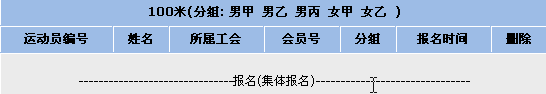 100米(分组: 男甲 男乙 男丙 女甲 女乙 )
运动员编号 姓名 所属工会 会员号 分组 报名时间 删除
-------------------------------报名(集体报名)-------------------------------